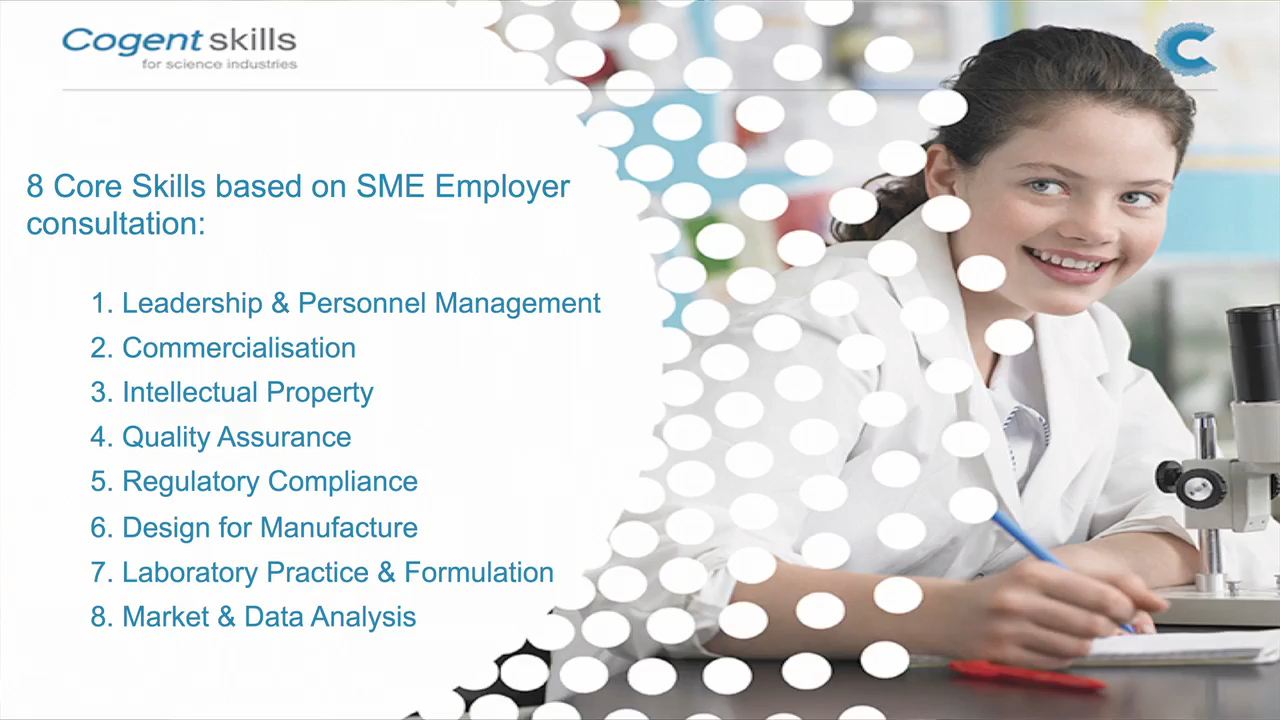 Cogent skills
for science industries
8 Core Skills based on SME Employer
consultation:
1. Leadership & Personnel Management
2. Commercialisation
3. Intellectual Property
4. Quality Assurance
5. Regulatory Compliance
6. Design for Manufacture
7. Laboratory Practice & Formulation
8. Market & Data Analysis
C